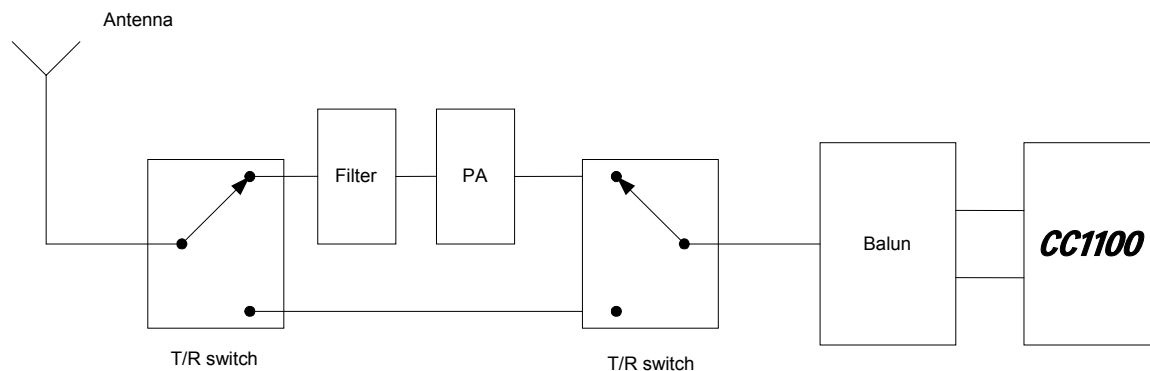 Antenna
Filter
PA
Balun
CC1100
T/R switch
T/R switch